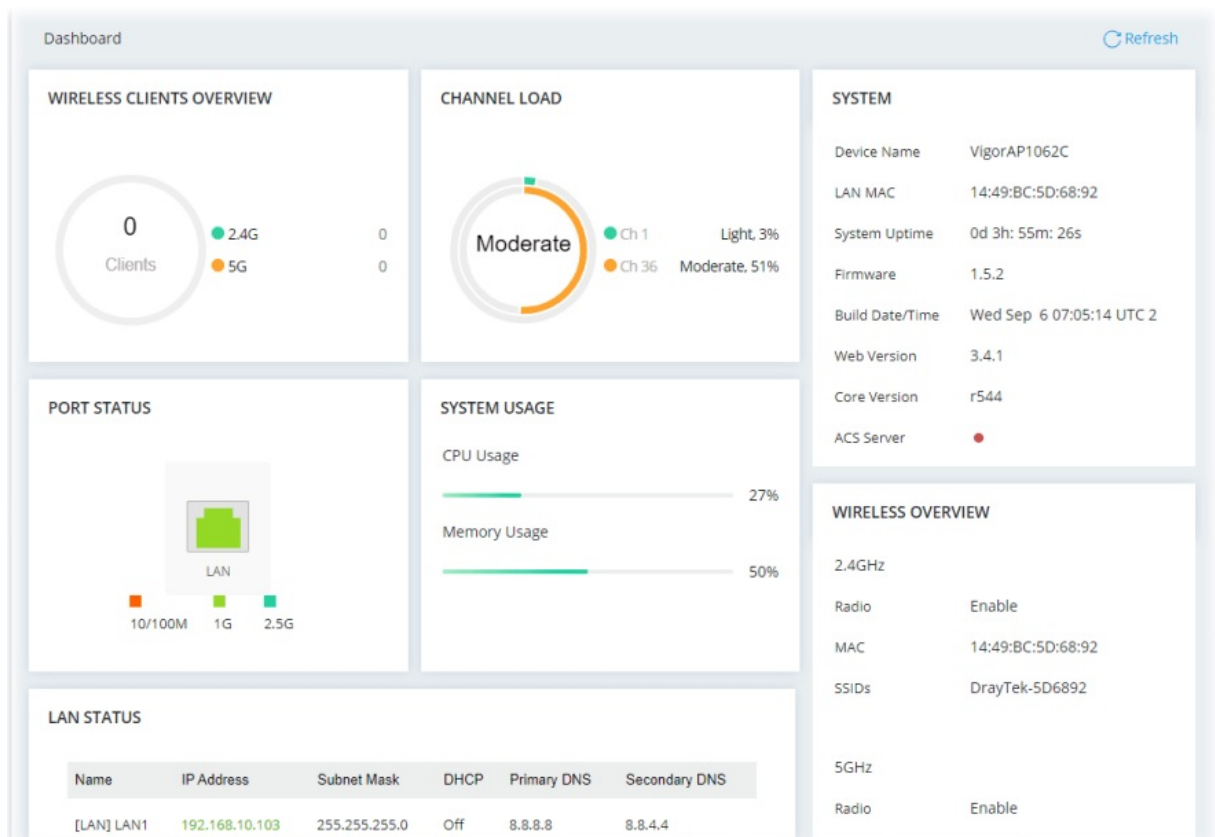 Dashboard
Refresh
WIRELESS CLIENTS OVERVIEW
0
Clients
2.4G 0
5G 0
CHANNEL LOAD
Moderate
Ch 1 Light, 3%
Ch 36 Moderate, 51%
SYSTEM
Device Name VigorAP1062C
LAN MAC 14:49:BC:5D:68:92
System Uptime 0d 3h: 55m: 26s
Firmware 1.5.2
Build Date/Time Wed Sep 6 07:05:14 UTC 2
Web Version 3.4.1
Core Version r544
ACS Server
PORT STATUS
LAN
10/100M 1G 2.5G
SYSTEM USAGE
CPU Usage
27%
Memory Usage
50%
WIRELESS OVERVIEW
2.4GHz
Radio Enable
MAC 14:49:BC:5D:68:92
SSIDs DrayTek-5D6892
5GHz
Radio Enable
LAN STATUS
Name IP Address Subnet Mask DHCP Primary DNS Secondary DNS
[LAN] LAN1 192.168.10.103 255.255.255.0 Off 8.8.8.8 8.8.4.4